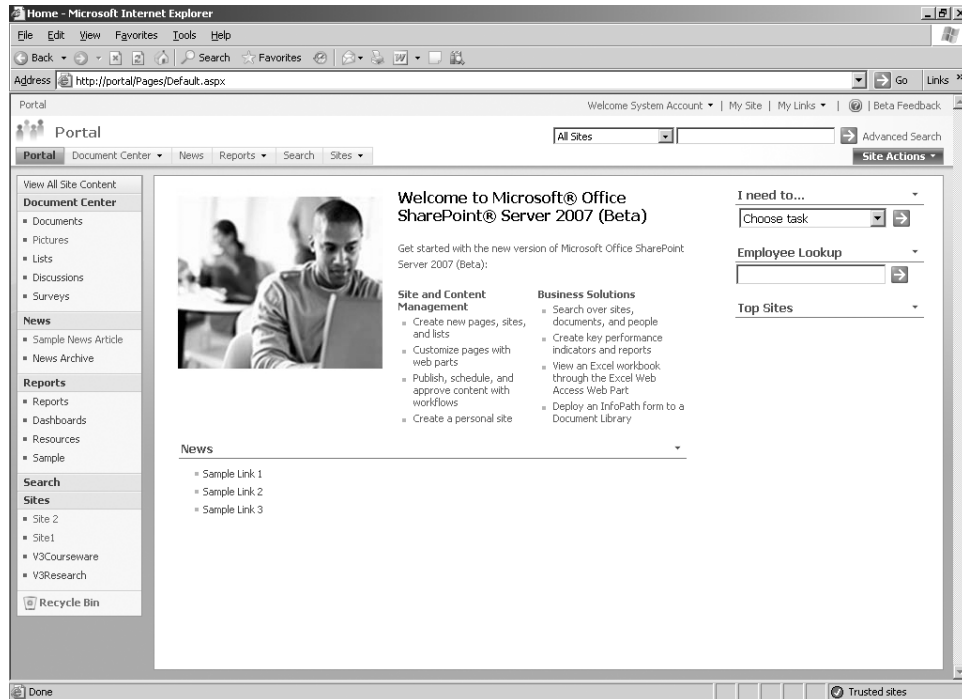 Home - Microsoft Internet Explorer
File Edit View Favorites Tools Help
Back Search Favorites
Address http://portal/Pages/Default.aspx Go Links »
Portal Welcome System Account | My Site | My Links | | Beta Feedback
Portal All Sites Advanced Search
Portal Document Center News Reports Search Sites Site Actions
View All Site Content
Document Center
Documents
Pictures
Lists
Discussions
Surveys
News
Sample News Article
News Archive
Reports
Reports
Dashboards
Resources
Sample
Search
Sites
Site 2
Site1
V3Courseware
V3Research
Recycle Bin
Welcome to Microsoft® Office
SharePoint® Server 2007 (Beta)
Get started with the new version of Microsoft Office SharePoint
Server 2007 (Beta):
Site and Content
Management
Create new pages, sites,
and lists
Customize pages with
web parts
Publish, schedule, and
approve content with
workflows
Create a personal site
Business Solutions
Search over sites,
documents, and people
Create key performance
indicators and reports
View an Excel workbook
through the Excel Web
Access Web Part
Deploy an InfoPath form to a
Document Library
News
Sample Link 1
Sample Link 2
Sample Link 3
I need to...
Choose task
Employee Lookup
Top Sites
Done Trusted sites